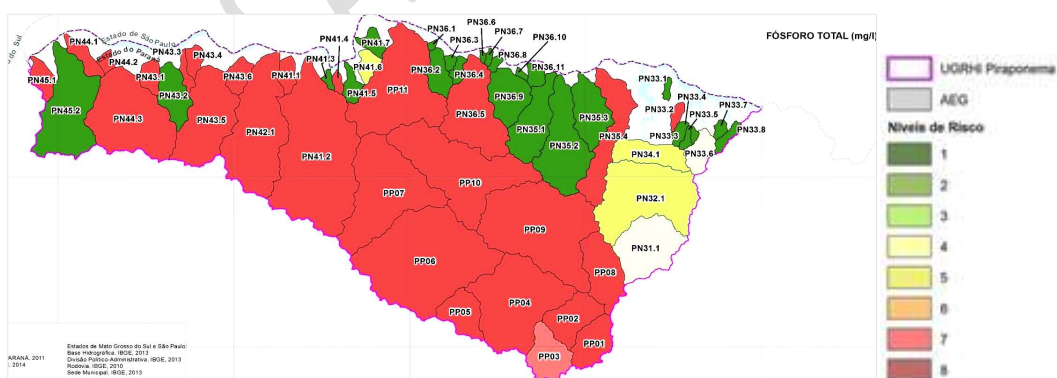 FÓSFORO TOTAL (mg/l)
UGRHI Piraponema
AEG
Níveis de Risco
1
2
3
4
5
6
7
8
do Sul
Estado de São Paulo
Estado do Paraná
PN44.1
PN44.2
PN45.1
PN45.2
PN43.1
PN43.2
PN43.3
PN43.4
PN44.3
PN43.5
PN43.6
PN42.1
PN41.1
PN41.2
PN41.3
PN41.4
PN41.5
PN41.6
PN41.7
PP11
PN36.1
PN36.2
PN36.3
PN36.4
PN36.5
PN36.6
PN36.7
PN36.8
PN36.9
PN36.10
PN36.11
PN35.1
PN35.2
PN35.3
PN35.4
PN33.1
PN33.2
PN33.3
PN33.4
PN33.5
PN33.6
PN33.7
PN33.8
PN34.1
PN32.1
PN31.1
PP10
PP07
PP09
PP06
PP08
PP04
PP05
PP02
PP01
PP03
PARANÁ, 2011
, 2014
Estados de Mato Grosso do Sul e São Paulo:
Base Hidrográfica, IBGE, 2013
Divisão Político-Administrativa, IBGE, 2013
Rodovia, IBGE, 2010
Sede Municipal, IBGE, 2013